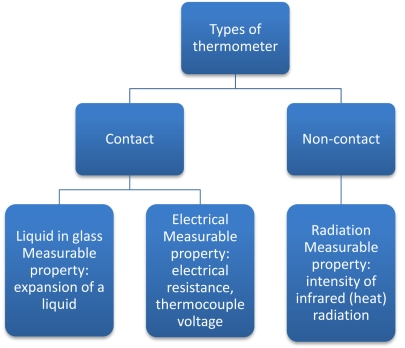 Types of
thermometer
Contact
Non-contact
Liquid in glass
Measurable
property:
expansion of a
liquid
Electrical
Measurable
property:
electrical
resistance,
thermocouple
voltage
Radiation
Measurable
property:
intensity of
infrared (heat)
radiation